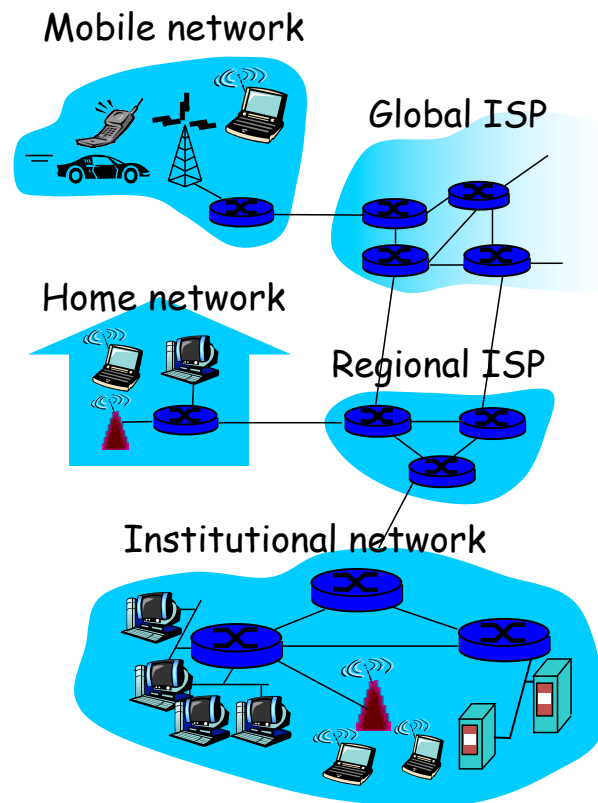 Mobile network
Global ISP
Home network
Regional ISP
Institutional network